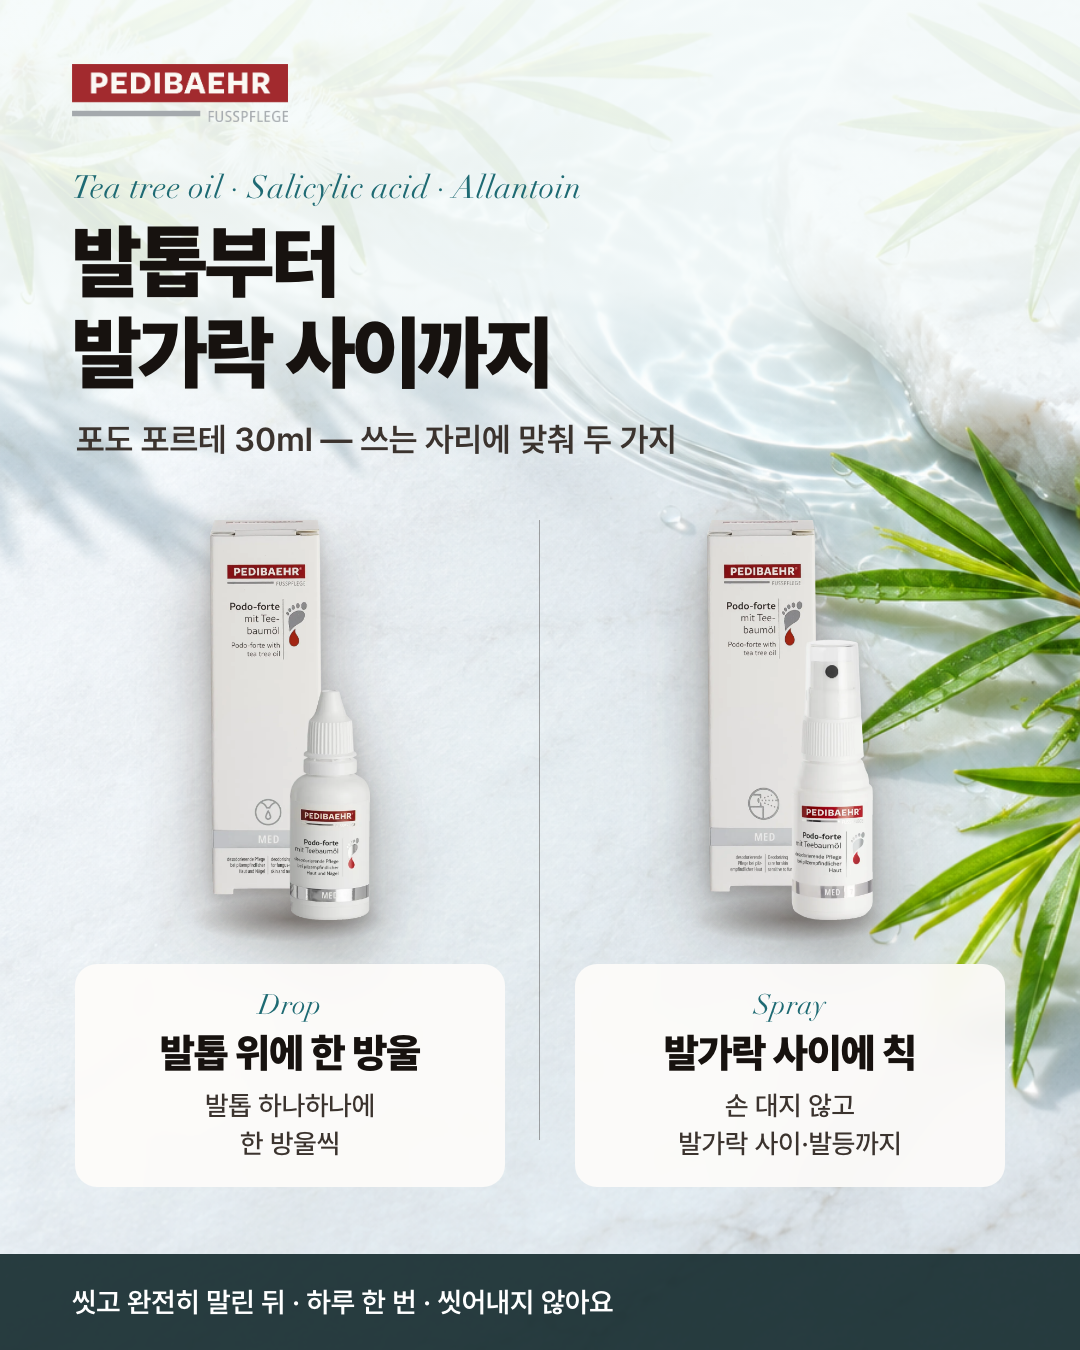 PEDIBAEHR
FUSSPFLEGE
Tea tree oil · Salicylic acid · Allantoin
발톱부터
발가락 사이까지
포도 포르테 30ml — 쓰는 자리에 맞춰 두 가지
PEDIBAEHR
FUSSPFLEGE
Podo-forte
mit Tee-
baumöl
Podo-forte with
tea tree oil
MED
PEDIBAEHR
Podo-forte
mit Teebaumöl
MED
PEDIBAEHR
FUSSPFLEGE
Podo-forte
mit Tee-
baumöl
Podo-forte with
tea tree oil
MED
PEDIBAEHR
Podo-forte
mit Teebaumöl
MED
Drop
발톱 위에 한 방울
발톱 하나하나에
한 방울씩
Spray
발가락 사이에 칙
손 대지 않고
발가락 사이·발등까지
씻고 완전히 말린 뒤 · 하루 한 번 · 씻어내지 않아요